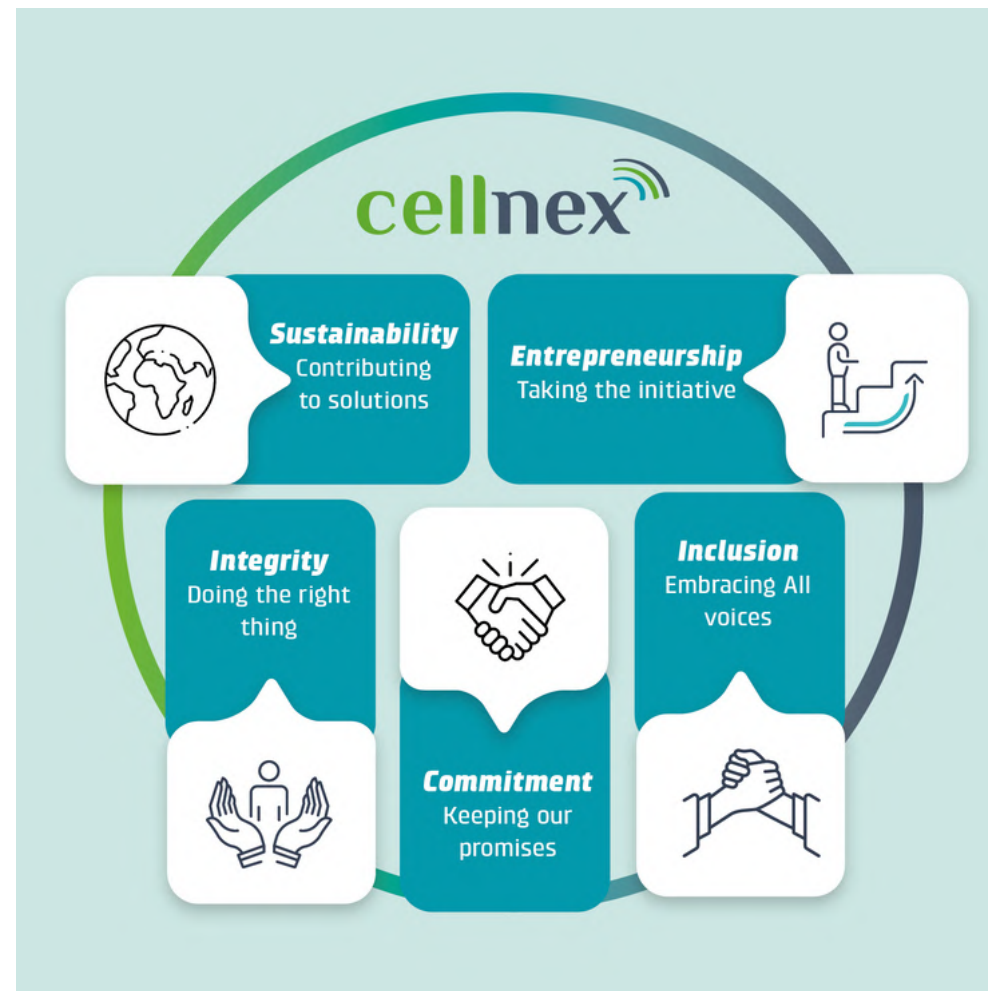 cellnex
Sustainability
Contributing
to solutions
Entrepreneurship
Taking the initiative
Integrity
Doing the right
thing
Commitment
Keeping our
promises
Inclusion
Embracing All
voices